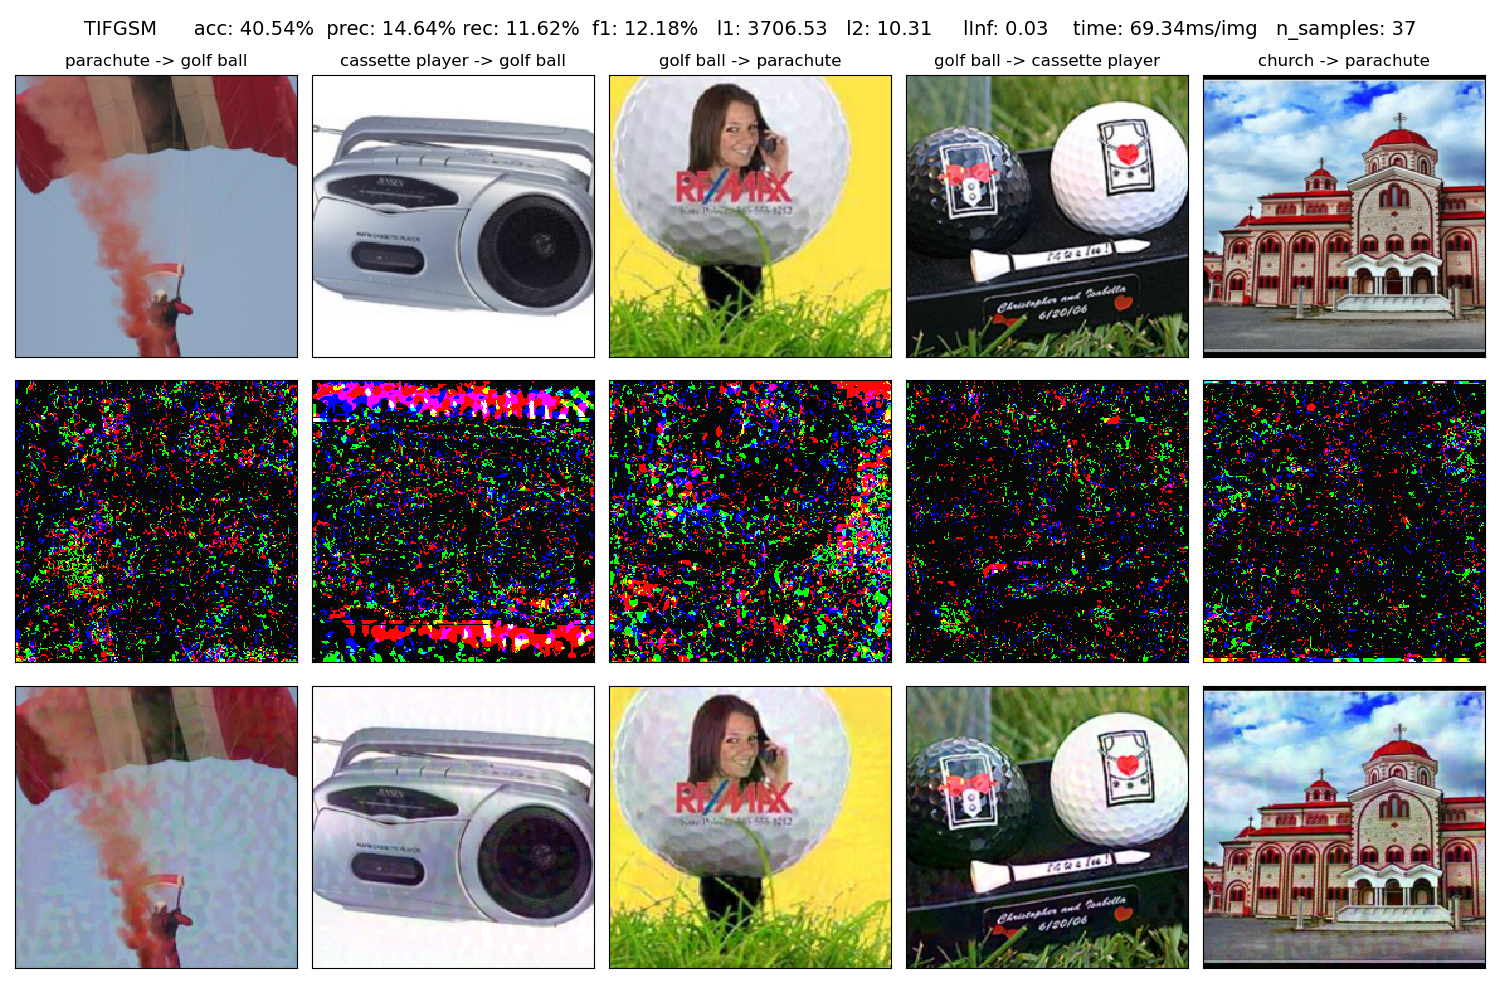 TIFGSM acc: 40.54% prec: 14.64% rec: 11.62% f1: 12.18% l1: 3706.53 l2: 10.31 lInf: 0.03 time: 69.34ms/img n_samples: 37
parachute -> golf ball
cassette player -> golf ball
golf ball -> parachute
golf ball -> cassette player
church -> parachute
JENSEN
RE/MAX
Christopher and Isabella
6/20/06
RE/MAX
Christopher and Isabella
6/20/06